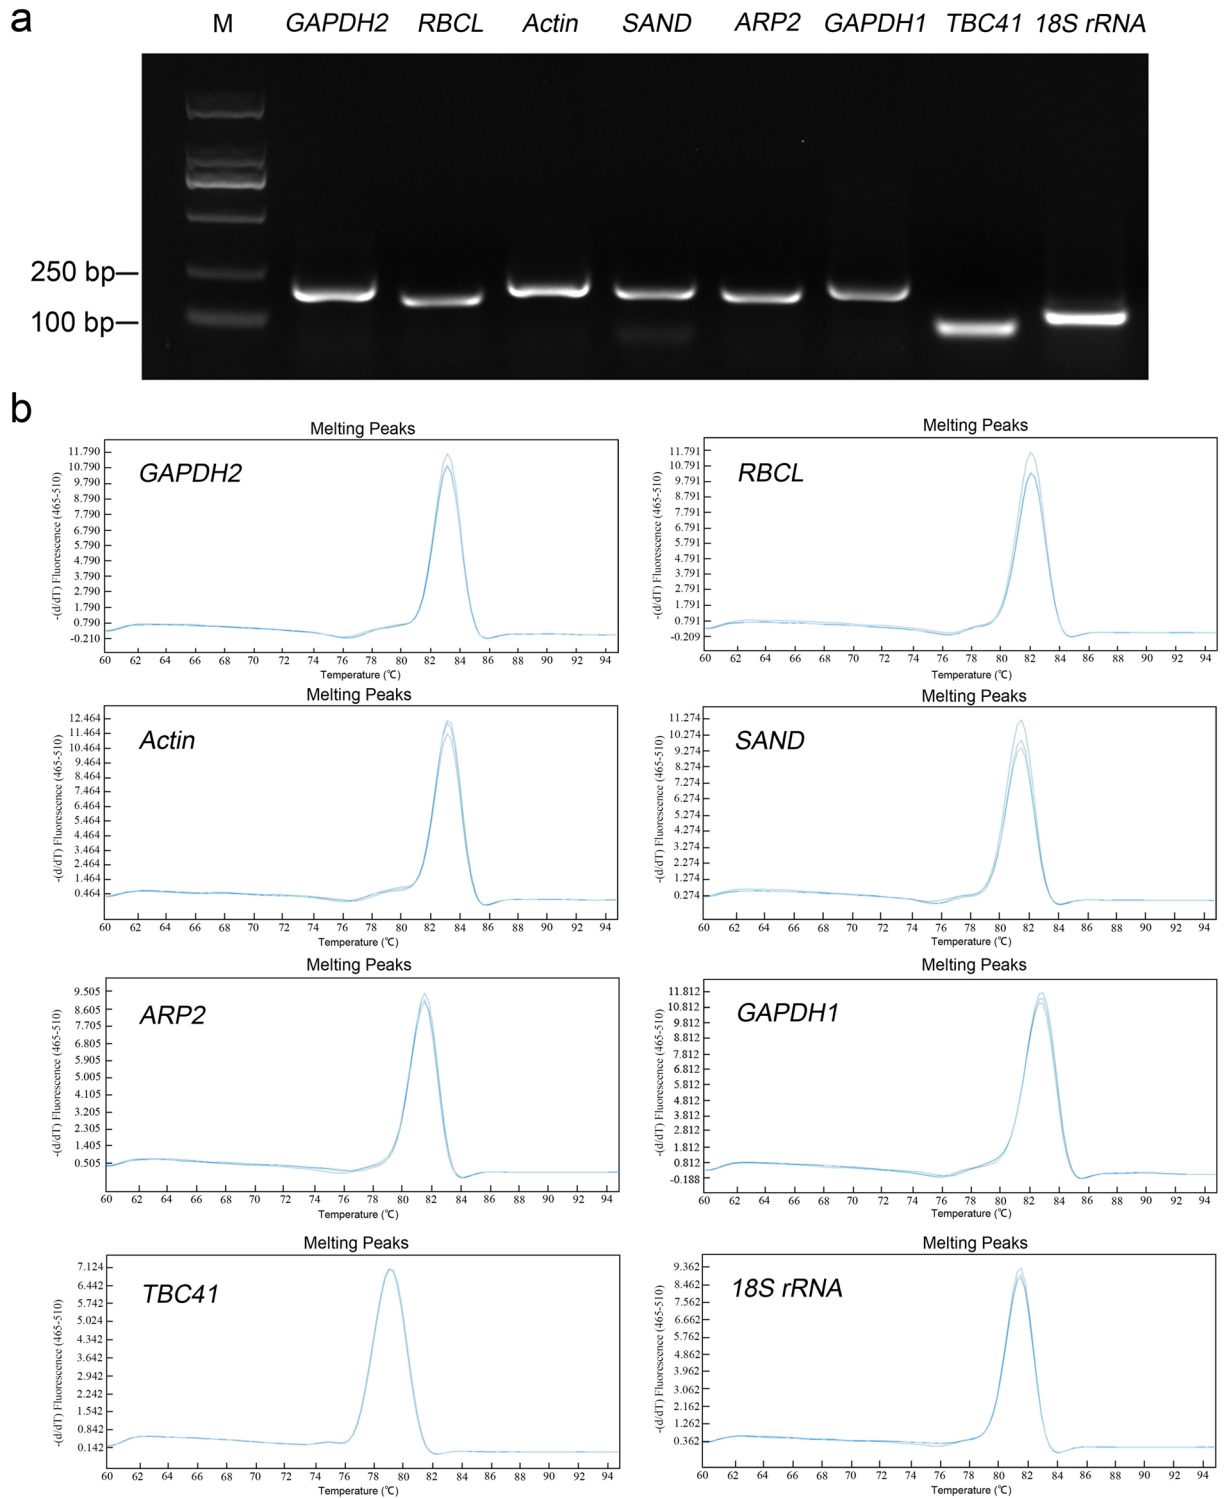 a
M GAPDH2 RBCL Actin SAND ARP2 GAPDH1 TBC41 18S rRNA
250 bp
100 bp
b
Melting Peaks
GAPDH2
-(d/dT) Fluorescence (465-510)
11.790
10.790
9.790
8.790
7.790
6.790
5.790
4.790
3.790
2.790
1.790
0.790
-0.210
60 62 64 66 68 70 72 74 76 78 80 82 84 86 88 90 92 94
Temperature (℃)
Melting Peaks
RBCL
-(d/dT) Fluorescence (465-510)
11.791
10.791
9.791
8.791
7.791
6.791
5.791
4.791
3.791
2.791
1.791
0.791
-0.209
60 62 64 66 68 70 72 74 76 78 80 82 84 86 88 90 92 94
Temperature (℃)
Melting Peaks
Actin
-(d/dT) Fluorescence (465-510)
12.464
11.464
10.464
9.464
8.464
7.464
6.464
5.464
4.464
3.464
2.464
1.464
0.464
60 62 64 66 68 70 72 74 76 78 80 82 84 86 88 90 92 94
Temperature (℃)
Melting Peaks
SAND
-(d/dT) Fluorescence (465-510)
11.274
10.274
9.274
8.274
7.274
6.274
5.274
4.274
3.274
2.274
1.274
0.274
60 62 64 66 68 70 72 74 76 78 80 82 84 86 88 90 92 94
Temperature (℃)
Melting Peaks
ARP2
-(d/dT) Fluorescence (465-510)
9.505
8.605
7.705
6.805
5.905
5.005
4.105
3.205
2.305
1.405
0.505
60 62 64 66 68 70 72 74 76 78 80 82 84 86 88 90 92 94
Temperature (℃)
Melting Peaks
GAPDH1
-(d/dT) Fluorescence (465-510)
11.812
10.812
9.812
8.812
7.812
6.812
5.812
4.812
3.812
2.812
1.812
0.812
-0.188
60 62 64 66 68 70 72 74 76 78 80 82 84 86 88 90 92 94
Temperature (℃)
Melting Peaks
TBC41
-(d/dT) Fluorescence (465-510)
7.124
6.442
5.742
5.024
4.342
3.642
2.942
2.242
1.542
0.842
0.142
60 62 64 66 68 70 72 74 76 78 80 82 84 86 88 90 92 94
Temperature (℃)
Melting Peaks
18S rRNA
-(d/dT) Fluorescence (465-510)
9.362
8.462
7.562
6.662
5.762
4.862
3.962
3.062
2.162
1.262
0.362
60 62 64 66 68 70 72 74 76 78 80 82 84 86 88 90 92 94
Temperature (℃)